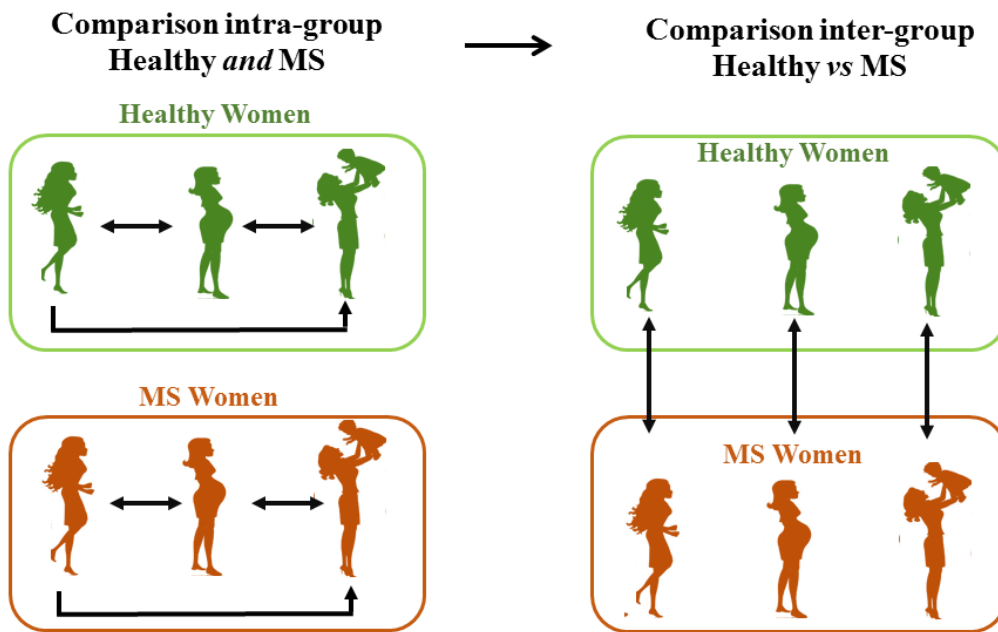 Comparison intra-group
Healthy and MS
Comparison inter-group
Healthy vs MS
Healthy Women
MS Women
Healthy Women
MS Women